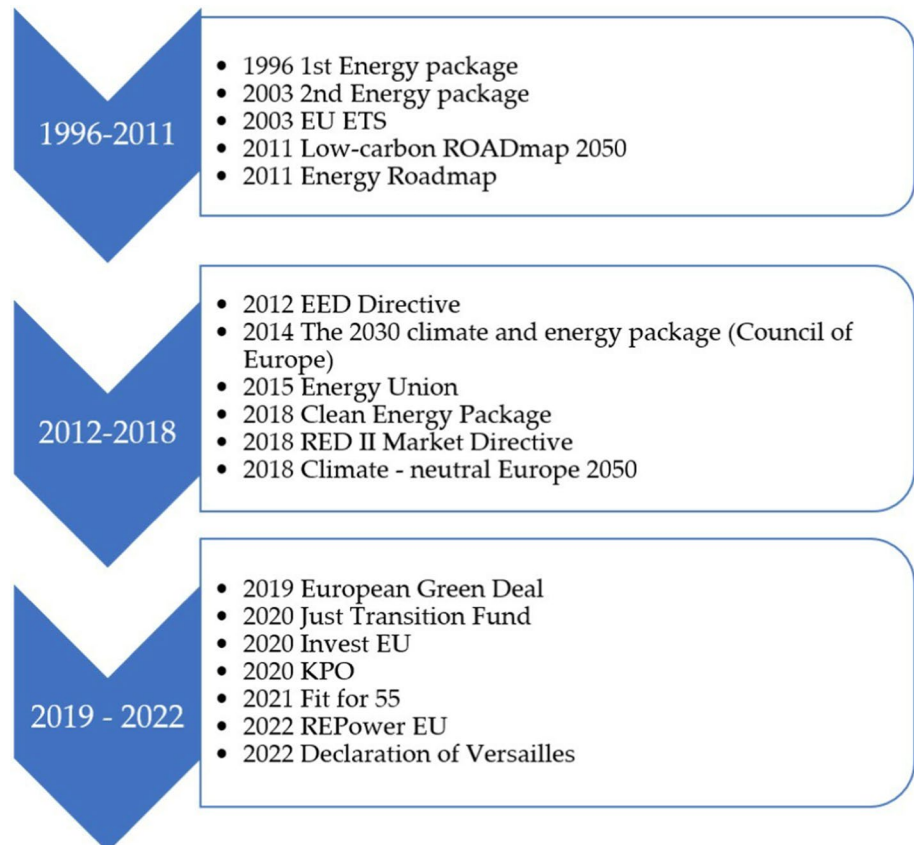 1996-2011
• 1996 1st Energy package
• 2003 2nd Energy package
• 2003 EU ETS
• 2011 Low-carbon ROADmap 2050
• 2011 Energy Roadmap
2012-2018
• 2012 EED Directive
• 2014 The 2030 climate and energy package (Council of
Europe)
• 2015 Energy Union
• 2018 Clean Energy Package
• 2018 RED II Market Directive
• 2018 Climate - neutral Europe 2050
2019 - 2022
• 2019 European Green Deal
• 2020 Just Transition Fund
• 2020 Invest EU
• 2020 KPO
• 2021 Fit for 55
• 2022 REPower EU
• 2022 Declaration of Versailles